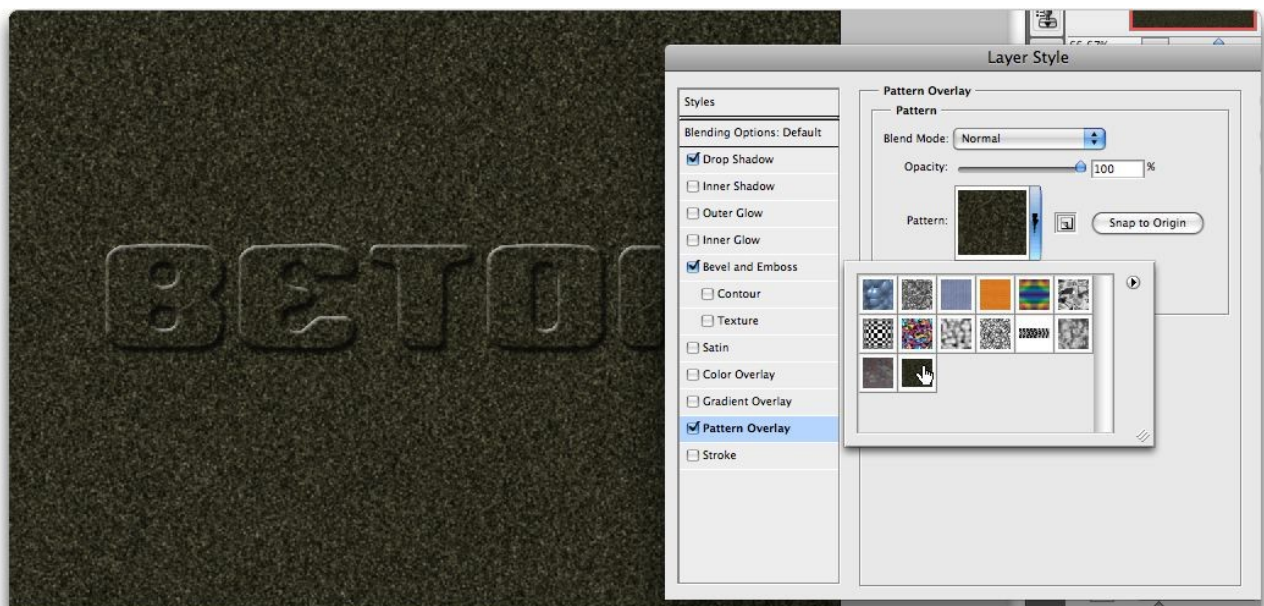 Layer Style
Styles
Blending Options: Default
Drop Shadow
Inner Shadow
Outer Glow
Inner Glow
Bevel and Emboss
Contour
Texture
Satin
Color Overlay
Gradient Overlay
Pattern Overlay
Stroke
Pattern Overlay
Pattern
Blend Mode: Normal
Opacity: 100 %
Pattern:
Snap to Origin
BETO